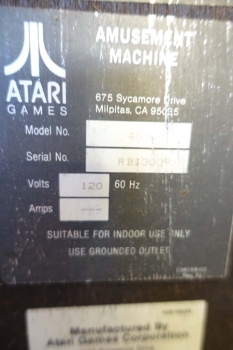 AMUSEMENT
MACHINE
ATARI
GAMES
675 Sycamore Drive
Milpitas, CA 95035
Model No.
Serial No.
Volts 120 60 Hz
Amps ---
SUITABLE FOR INDOOR USE ONLY
USE GROUNDED OUTLET
Manufactured By
Atari Games Corporation